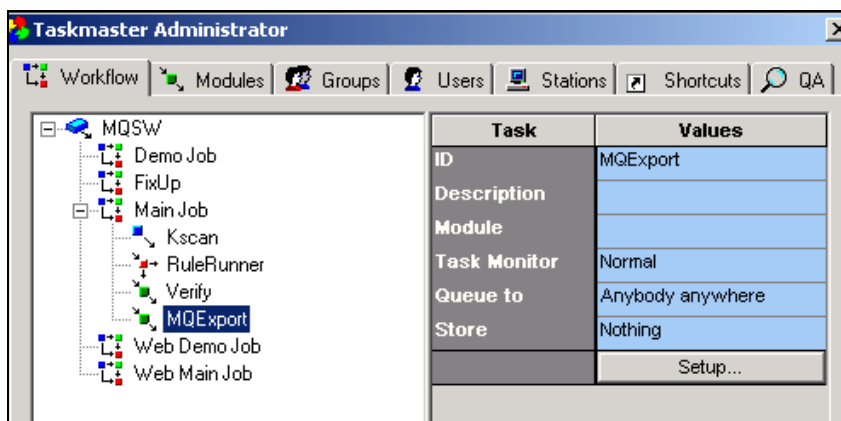 Taskmaster Administrator
Workflow Modules Groups Users Stations Shortcuts QA
MQSW
Demo Job
FixUp
Main Job
Kscan
RuleRunner
Verify
MQExport
Web Demo Job
Web Main Job
Task Values
ID MQExport
Description
Module
Task Monitor Normal
Queue to Anybody anywhere
Store Nothing
Setup...